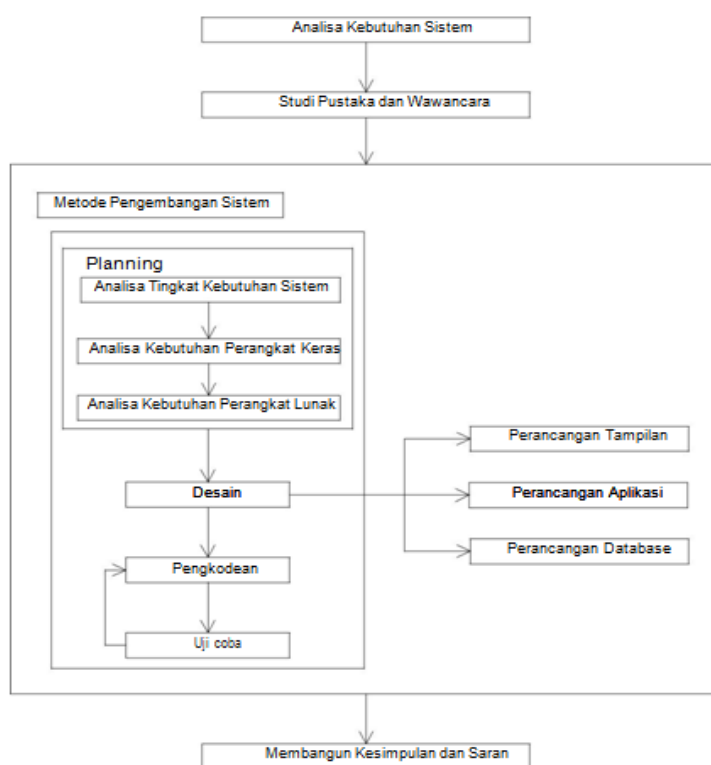 Analisa Kebutuhan Sistem
Studi Pustaka dan Wawancara
Metode Pengembangan Sistem
Planning
Analisa Tingkat Kebutuhan Sistem
Analisa Kebutuhan Perangkat Keras
Analisa Kebutuhan Perangkat Lunak
Desain
Perancangan Tampilan
Perancangan Aplikasi
Perancangan Database
Pengkodean
Uji coba
Membangun Kesimpulan dan Saran